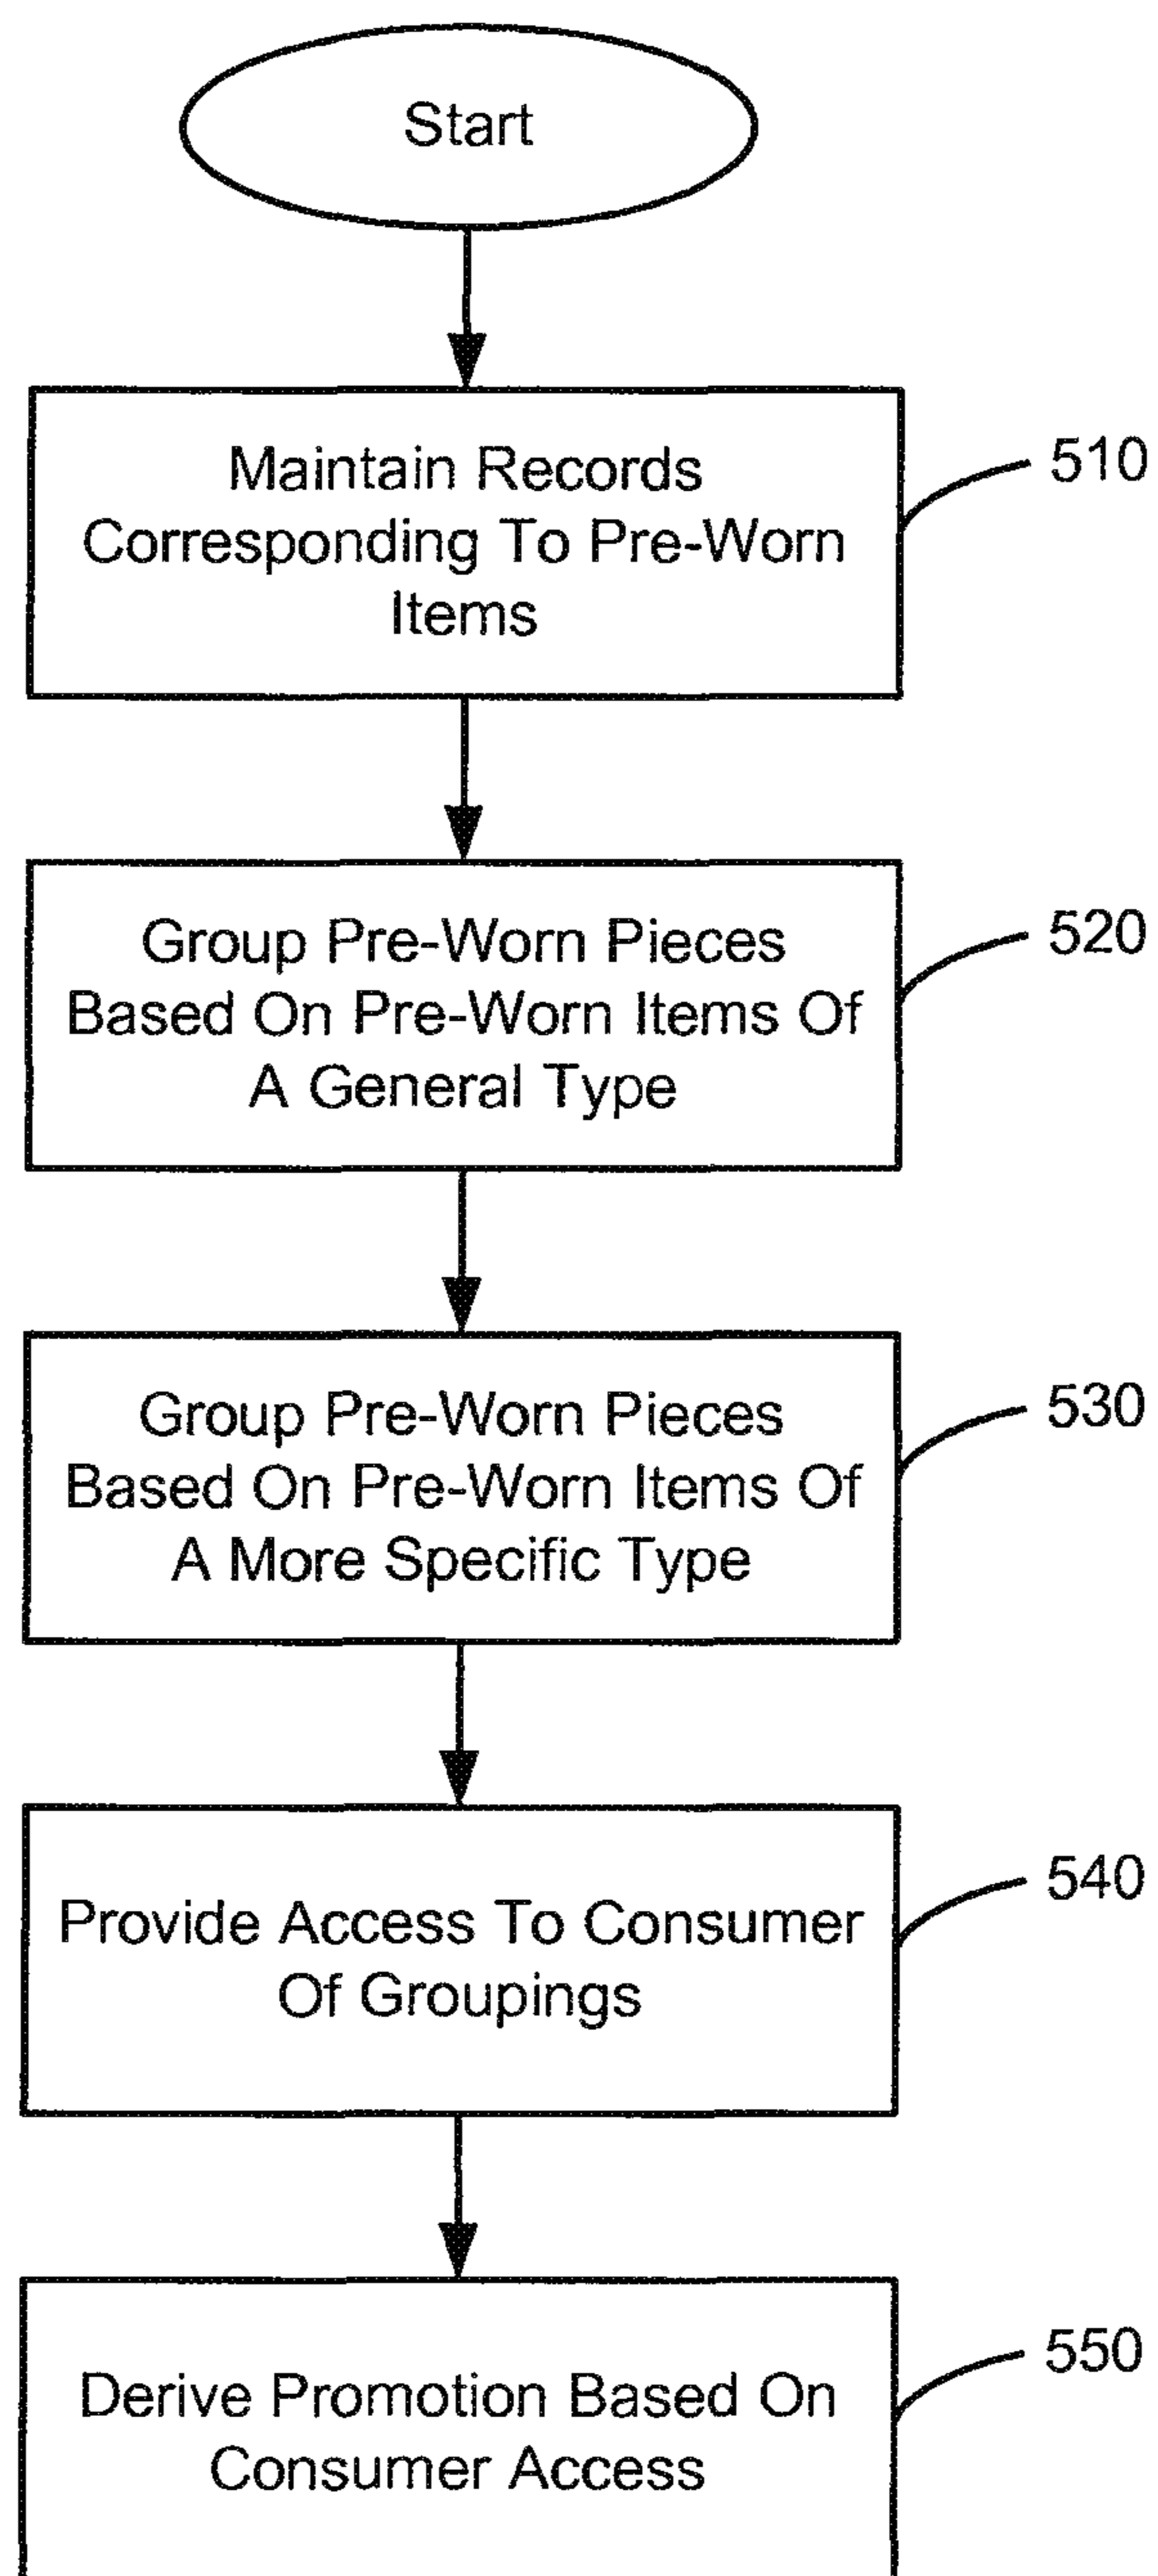 Start
Maintain Records
Corresponding To Pre-Worn
Items
510
Group Pre-Worn Pieces
Based On Pre-Worn Items Of
A General Type
520
Group Pre-Worn Pieces
Based On Pre-Worn Items Of
A More Specific Type
530
Provide Access To Consumer
Of Groupings
540
Derive Promotion Based On
Consumer Access
550